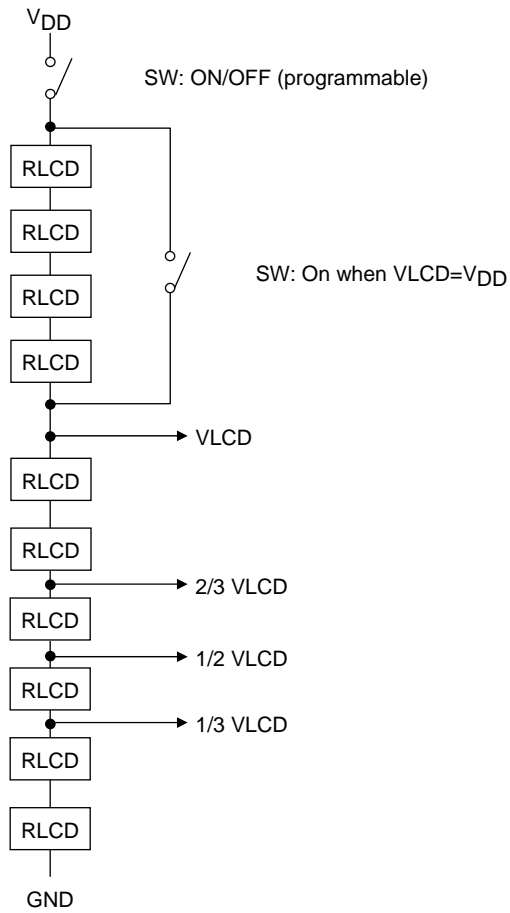 VDD
SW: ON/OFF (programmable)
RLCD
RLCD
RLCD
SW: On when VLCD=VDD
RLCD
VLCD
RLCD
RLCD
2/3 VLCD
RLCD
1/2 VLCD
RLCD
1/3 VLCD
RLCD
RLCD
GND